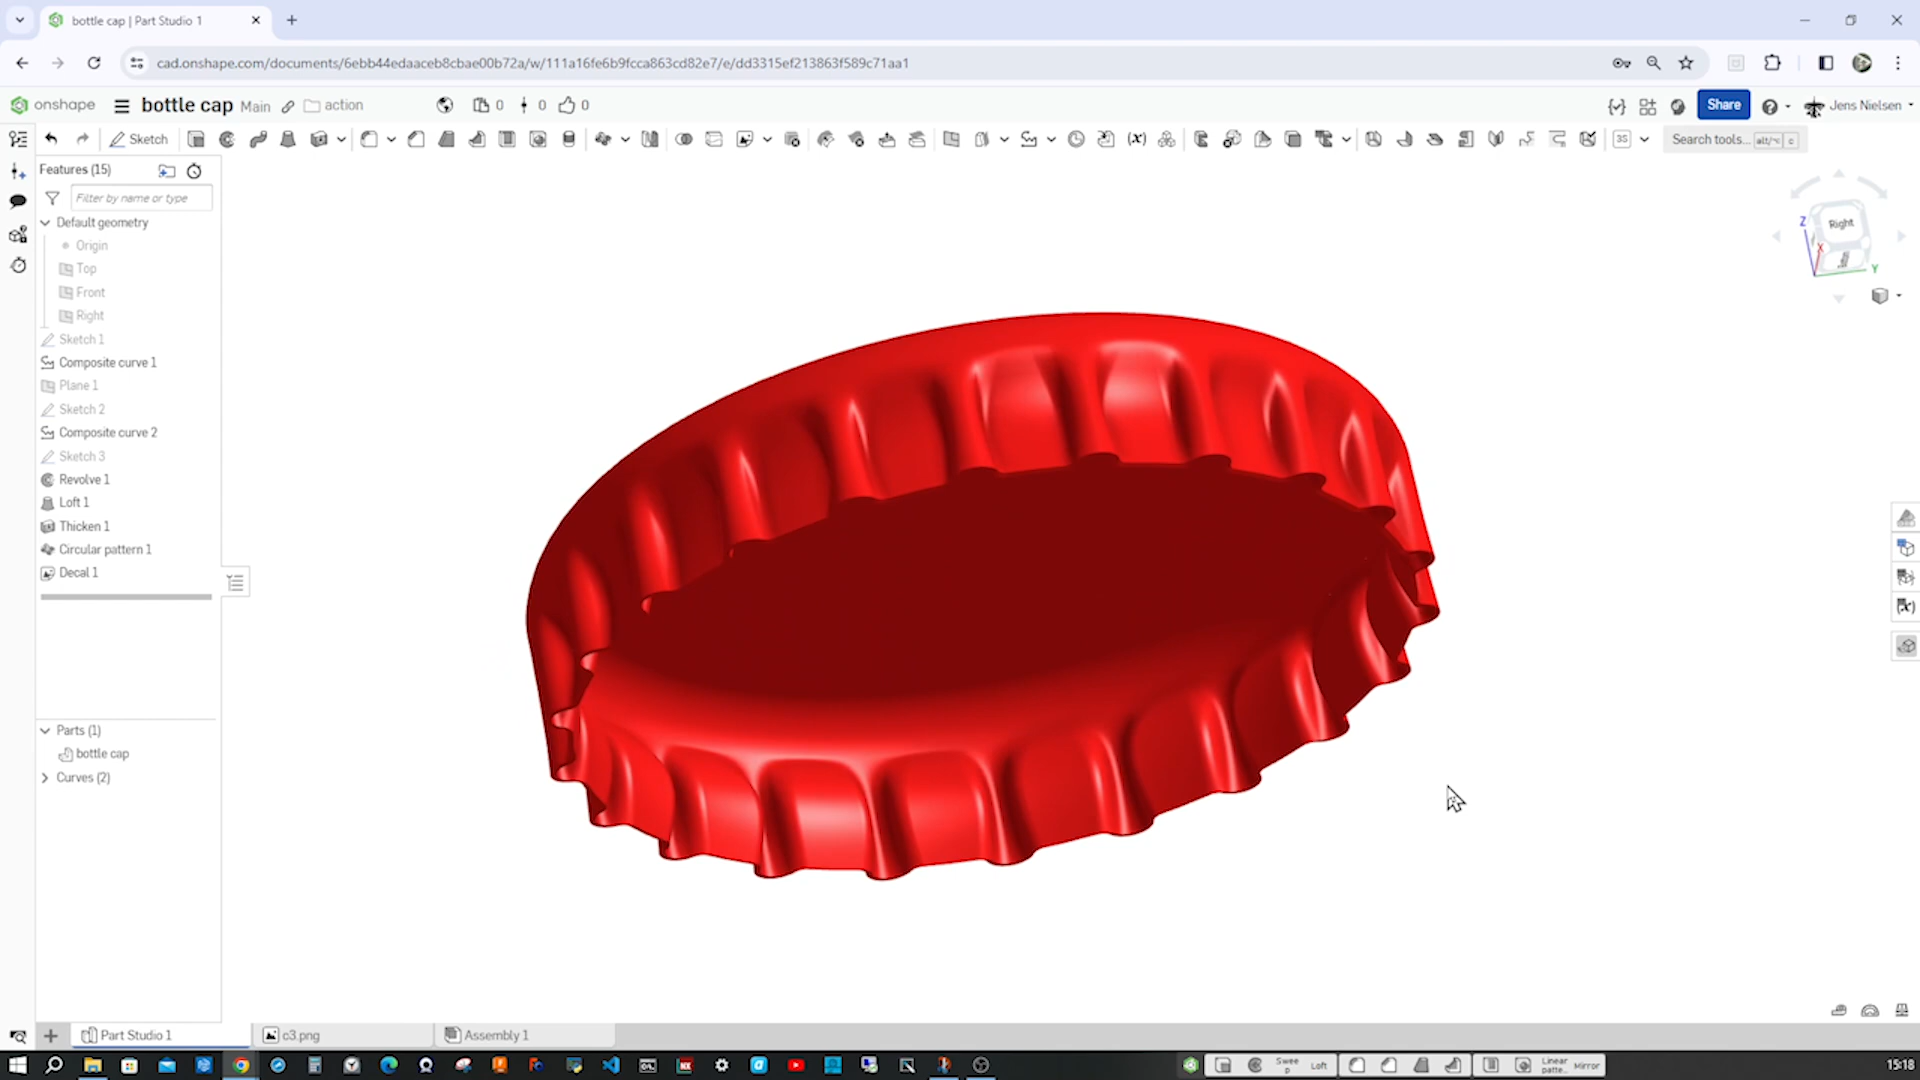 bottle cap | Part Studio 1
cad.onshape.com/documents/6ebb44edaaceb8cbae00b72a/w/111a16fe6b9fcca863cd82e7/e/dd3315ef213863f589c71aa1
onshape bottle cap Main action 0 0 0 Share Jens Nielsen
Sketch (x) 3S Search tools... alt/⌥ c
Features (15)
Filter by name or type
Default geometry
Origin
Top
Front
Right
Sketch 1
Composite curve 1
Plane 1
Sketch 2
Composite curve 2
Sketch 3
Revolve 1
Loft 1
Thicken 1
Circular pattern 1
Decal 1
Parts (1)
bottle cap
Curves (2)
Right
Z
X
Y
(x)
Part Studio 1
c3.png
Assembly 1
Swee
p
Loft
Linear
patte..
Mirror
15:18